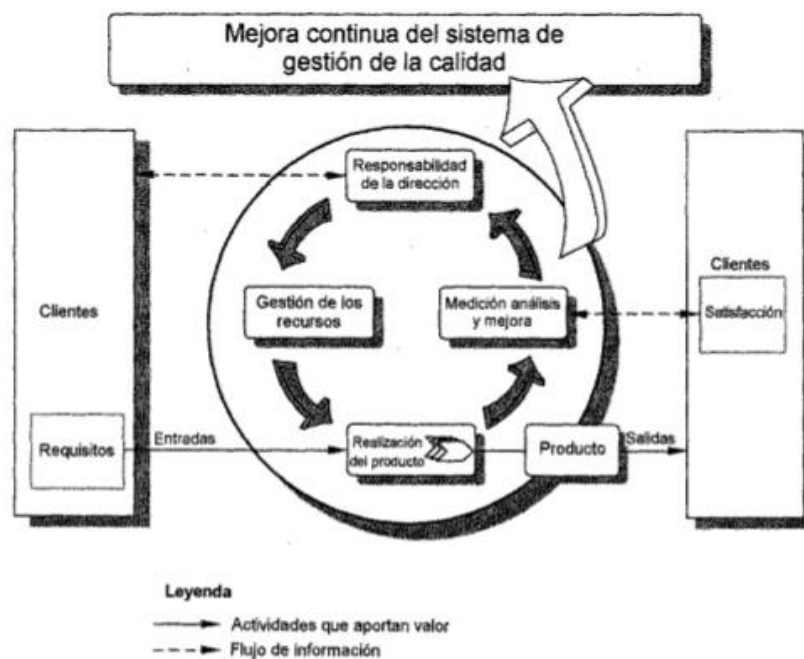 Mejora continua del sistema de
gestión de la calidad
Responsabilidad
de la dirección
Clientes
Gestión de los
recursos
Medición análisis
y mejora
Clientes
Satisfacción
Requisitos
Entradas
Realización
del producto
Producto
Salidas
Leyenda
Actividades que aportan valor
Flujo de información